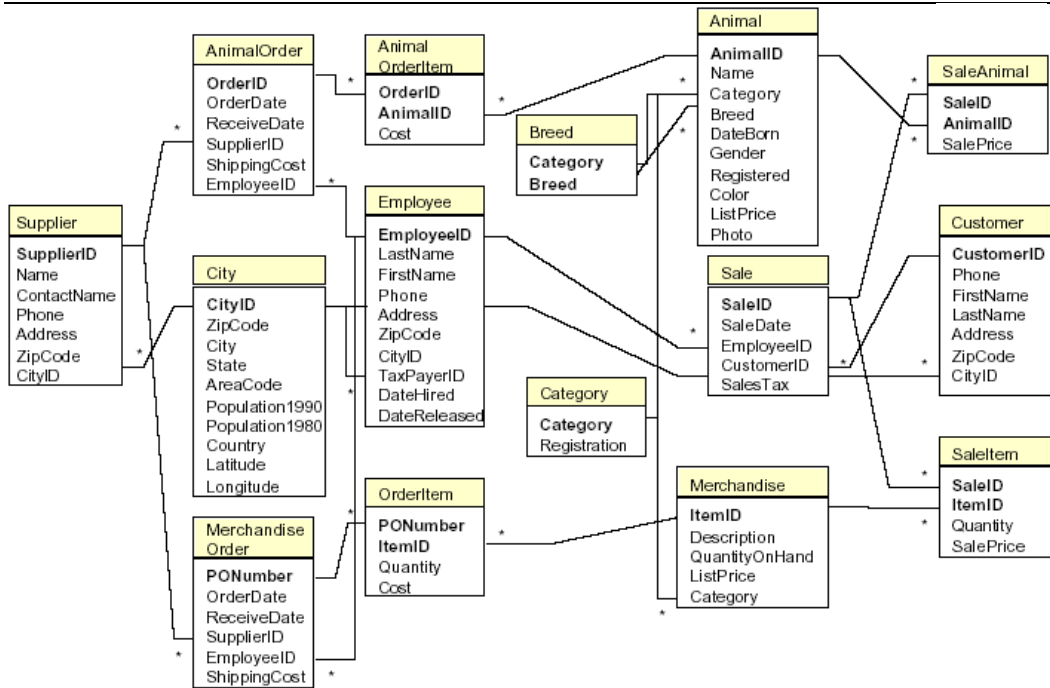 Supplier
SupplierID
Name
ContactName
Phone
Address
ZipCode
CityID
*
AnimalOrder
OrderID
OrderDate
ReceiveDate
SupplierID
ShippingCost
EmployeeID
*
*
City
CityID
ZipCode
City
State
AreaCode
Population1990
Population1980
Country
Latitude
Longitude
Merchandise
Order
PONumber
OrderDate
ReceiveDate
SupplierID
EmployeeID
ShippingCost
*
*
Animal
OrderItem
OrderID
AnimalID
Cost
*
*
Employee
EmployeeID
LastName
FirstName
Phone
Address
ZipCode
CityID
TaxPayerID
DateHired
DateReleased
*
OrderItem
PONumber
ItemID
Quantity
Cost
*
*
Breed
Category
Breed
Category
Category
Registration
Animal
AnimalID
Name
Category
Breed
DateBorn
Gender
Registered
Color
ListPrice
Photo
*
*
Sale
SaleID
SaleDate
EmployeeID
CustomerID
SalesTax
*
*
Merchandise
ItemID
Description
QuantityOnHand
ListPrice
Category
*
SaleAnimal
SaleID
AnimalID
SalePrice
*
*
Customer
CustomerID
Phone
FirstName
LastName
Address
ZipCode
CityID
*
SaleItem
SaleID
ItemID
Quantity
SalePrice
*
*